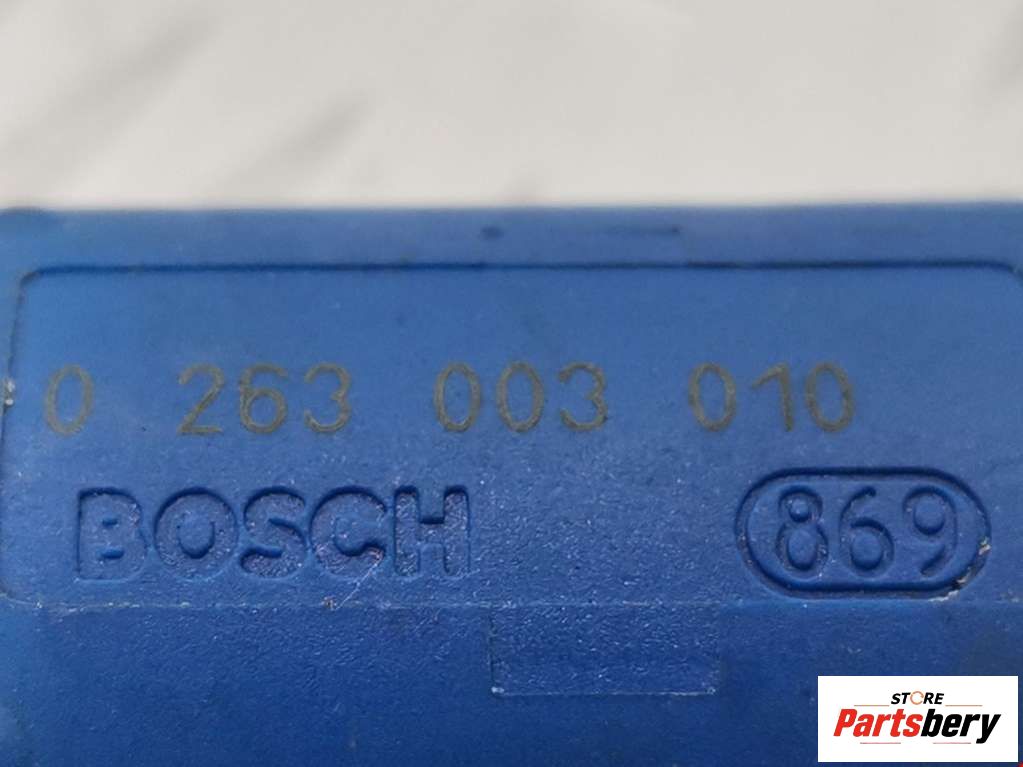 0 263 003 010
BOSCH 869
STORE
Partsbery